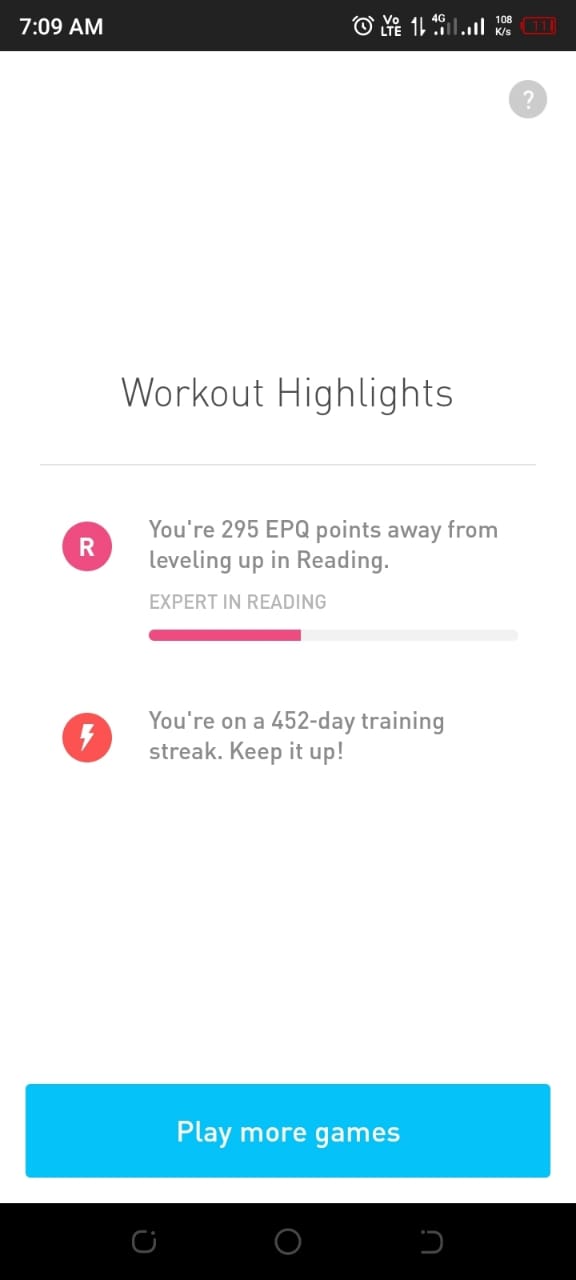 7:09 AM
Vo
LTE
4G
108
K/s
11
?
Workout Highlights
R
You're 295 EPQ points away from
leveling up in Reading.
EXPERT IN READING
You're on a 452-day training
streak. Keep it up!
Play more games